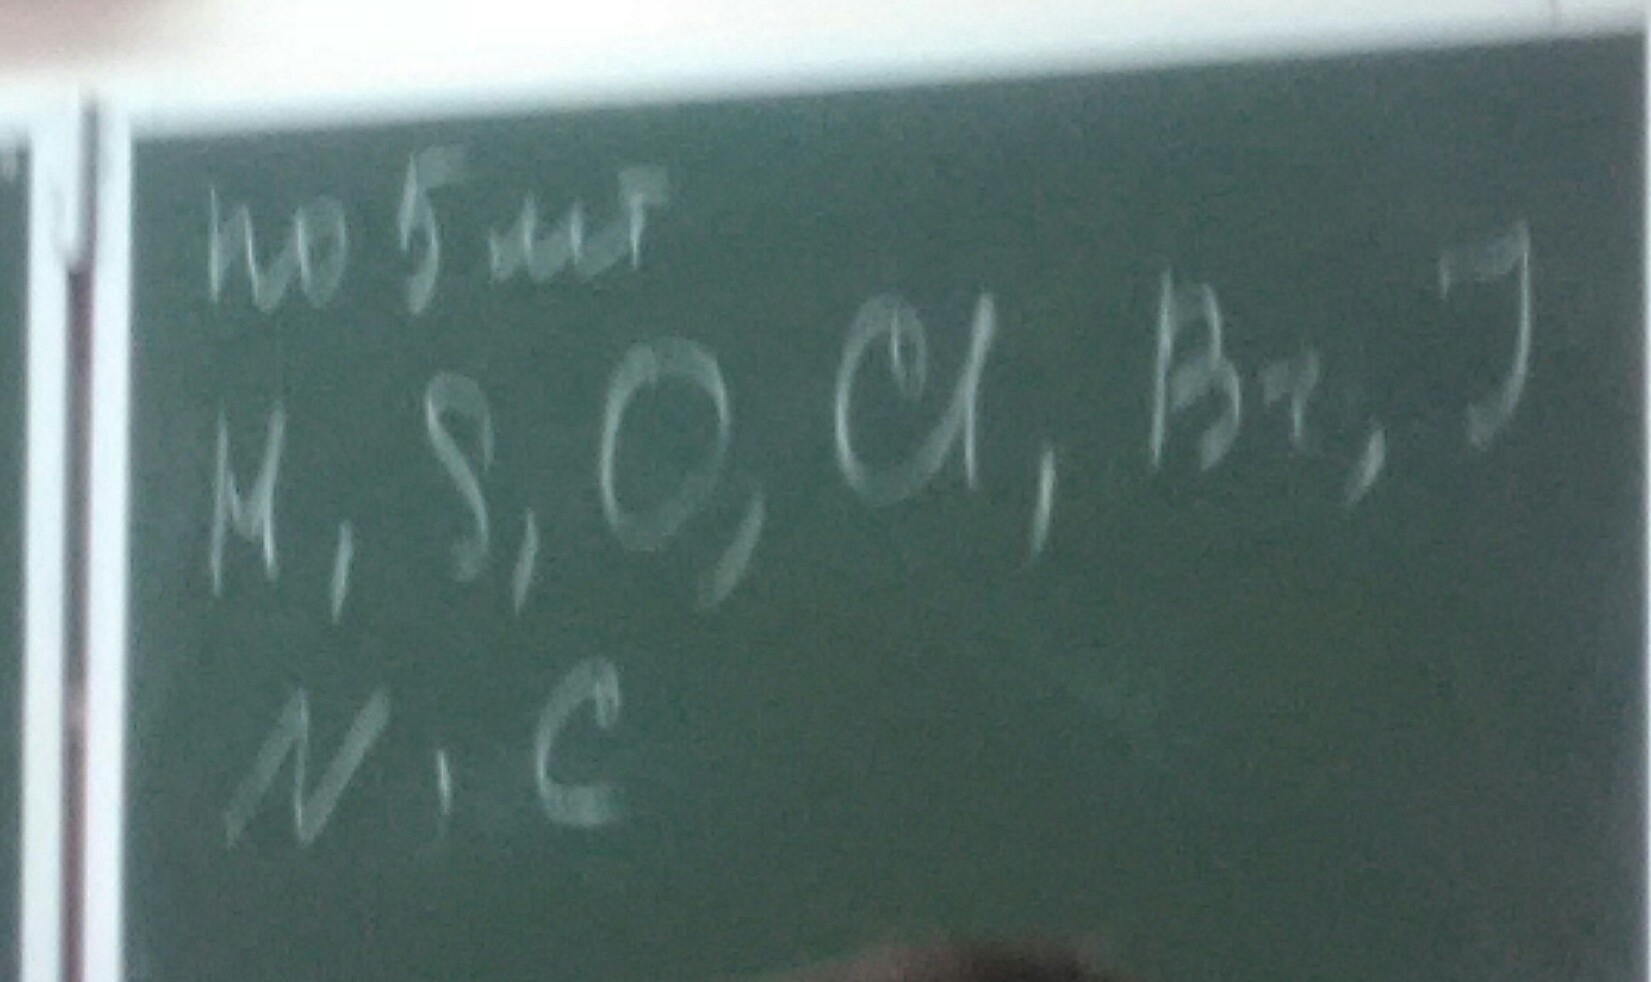 по 5 шт
H, S, O, Cl, Br, J
N, C